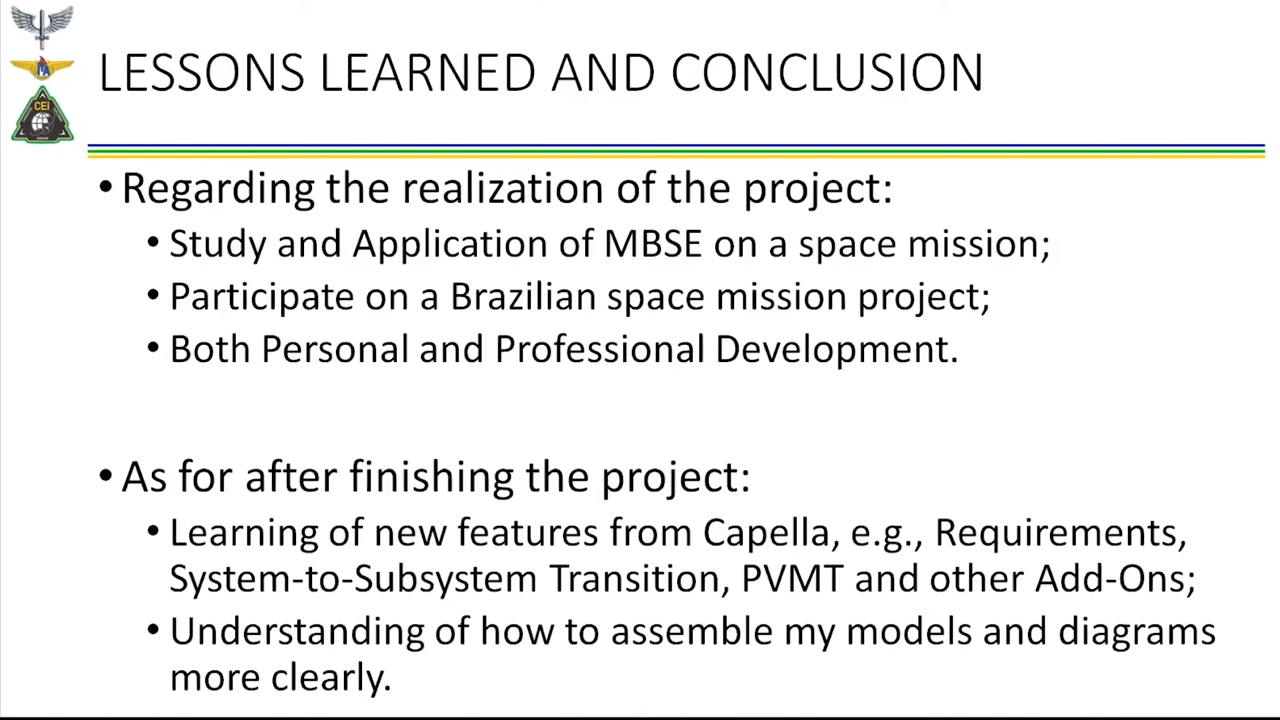 CEI
LESSONS LEARNED AND CONCLUSION
• Regarding the realization of the project:
• Study and Application of MBSE on a space mission;
• Participate on a Brazilian space mission project;
• Both Personal and Professional Development.
• As for after finishing the project:
• Learning of new features from Capella, e.g., Requirements,
System-to-Subsystem Transition, PVMT and other Add-Ons;
• Understanding of how to assemble my models and diagrams
more clearly.